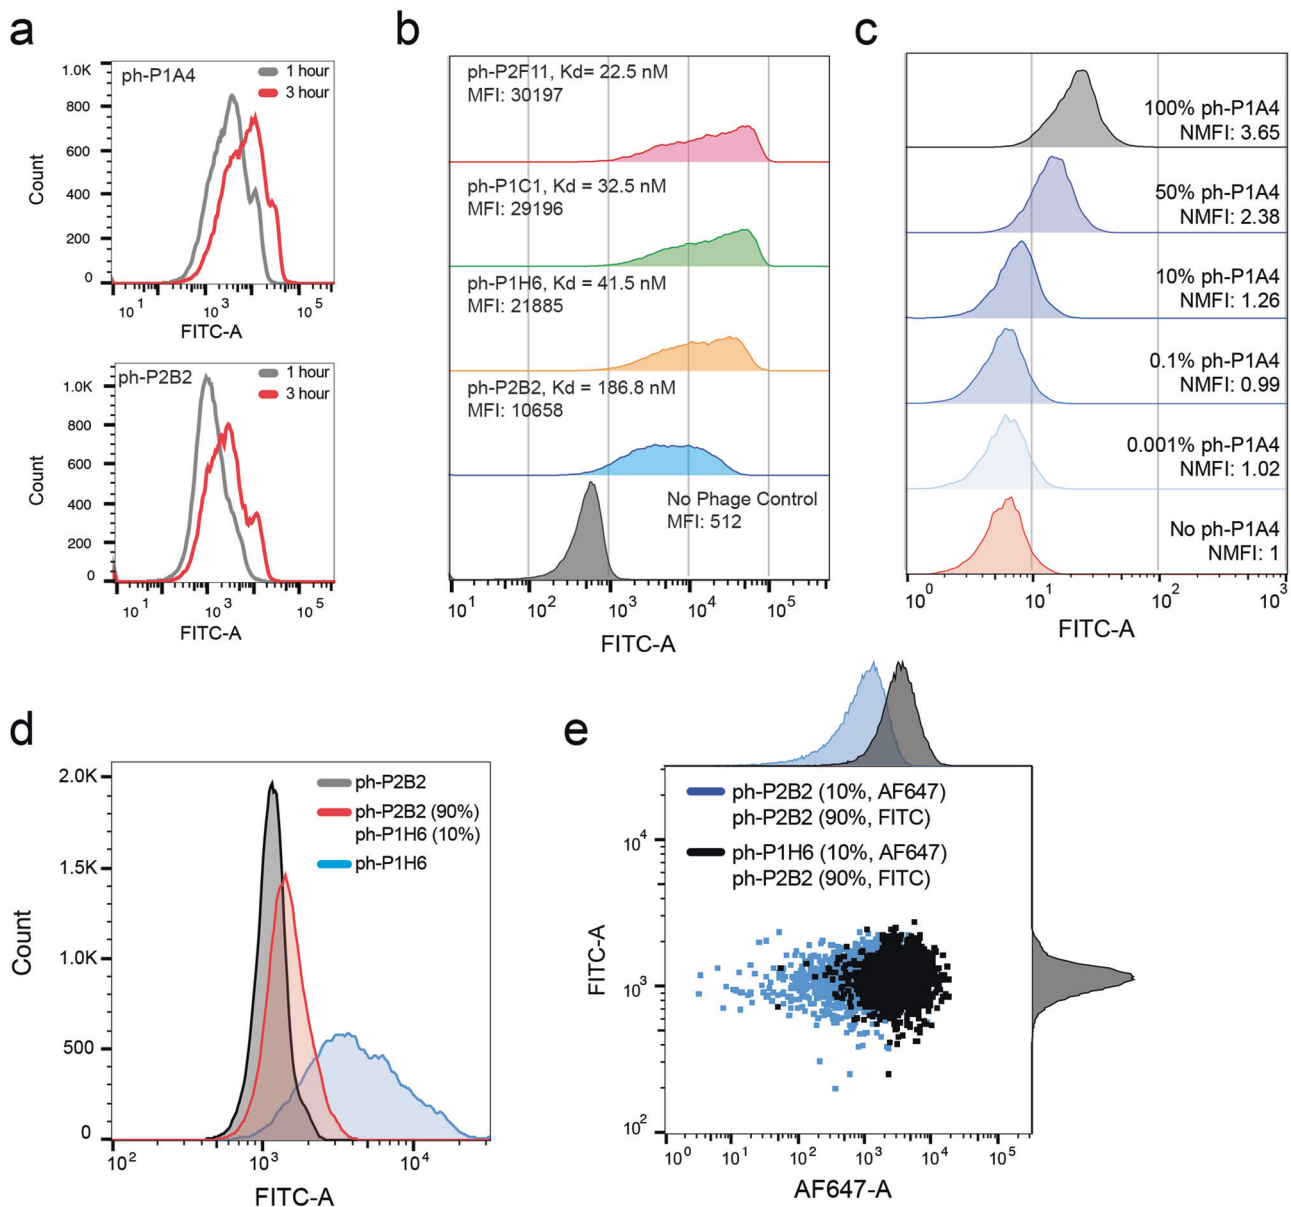 a
ph-P1A4
1 hour
3 hour
1.0K
800
600
400
200
0
Count
10^1
10^3
10^5
FITC-A
ph-P2B2
1 hour
3 hour
1.0K
800
600
400
200
0
Count
10^1
10^3
10^5
FITC-A
b
ph-P2F11, Kd= 22.5 nM
MFI: 30197
ph-P1C1, Kd = 32.5 nM
MFI: 29196
ph-P1H6, Kd = 41.5 nM
MFI: 21885
ph-P2B2, Kd = 186.8 nM
MFI: 10658
No Phage Control
MFI: 512
10^1
10^2
10^3
10^4
10^5
FITC-A
c
100% ph-P1A4
NMFI: 3.65
50% ph-P1A4
NMFI: 2.38
10% ph-P1A4
NMFI: 1.26
0.1% ph-P1A4
NMFI: 0.99
0.001% ph-P1A4
NMFI: 1.02
No ph-P1A4
NMFI: 1
10^0
10^1
10^2
10^3
FITC-A
d
2.0K
1.5K
1.0K
500
0
Count
ph-P2B2
ph-P2B2 (90%)
ph-P1H6 (10%)
ph-P1H6
10^2
10^3
10^4
FITC-A
e
ph-P2B2 (10%, AF647)
ph-P2B2 (90%, FITC)
ph-P1H6 (10%, AF647)
ph-P2B2 (90%, FITC)
10^4
10^3
10^2
FITC-A
10^0
10^1
10^2
10^3
10^4
10^5
AF647-A